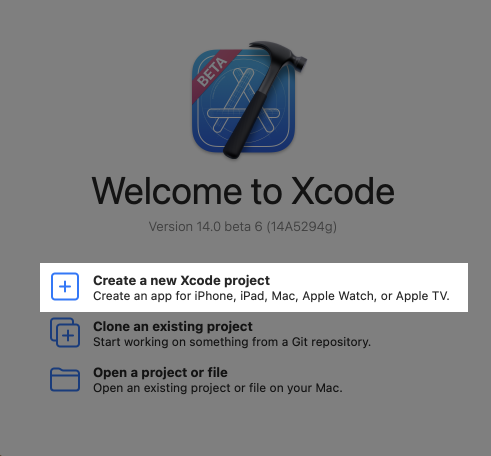 BETA
Welcome to Xcode
Version 14.0 beta 6 (14A5294g)
Create a new Xcode project
Create an app for iPhone, iPad, Mac, Apple Watch, or Apple TV.
Clone an existing project
Start working on something from a Git repository.
Open a project or file
Open an existing project or file on your Mac.